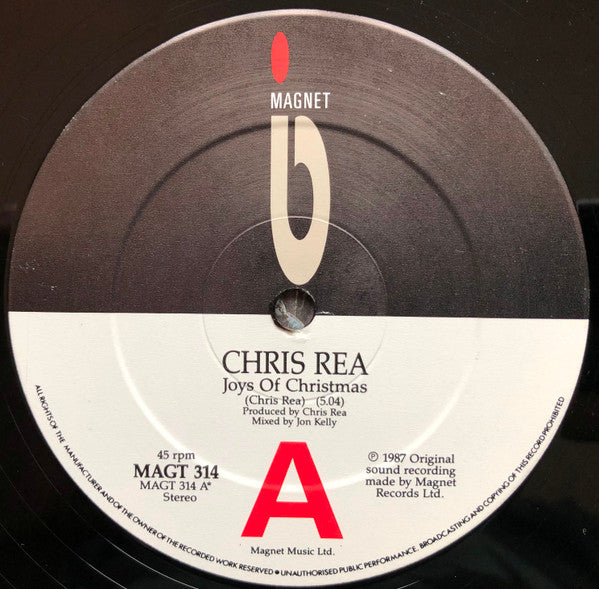 MAGNET
CHRIS REA
Joys Of Christmas
(Chris Rea) (5.04)
Produced by Chris Rea
Mixed by Jon Kelly
45 rpm
MAGT 314
MAGT 314 A*
Stereo
A
℗ 1987 Original
sound recording
made by Magnet
Records Ltd.
Magnet Music Ltd.
ALL RIGHTS OF THE MANUFACTURER AND OF THE OWNER OF THE RECORDED WORK RESERVED ● UNAUTHORISED PUBLIC PERFORMANCE, BROADCASTING AND COPYING OF THIS RECORD PROHIBITED